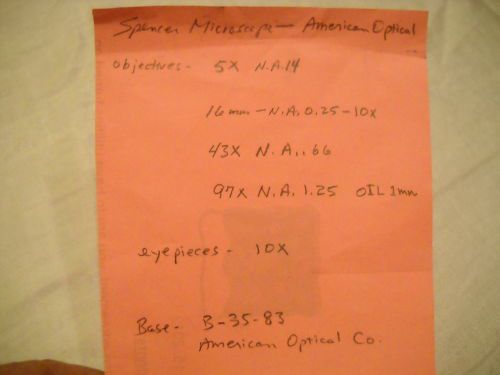 Spencer Microscope — American Optical
Objectives - 5X N.A.14
16mm — N.A. 0.25 - 10X
43X N.A. .66
97X N.A. 1.25 OIL 1mm
eyepieces - 10X
Base - B-35-83
American Optical Co.